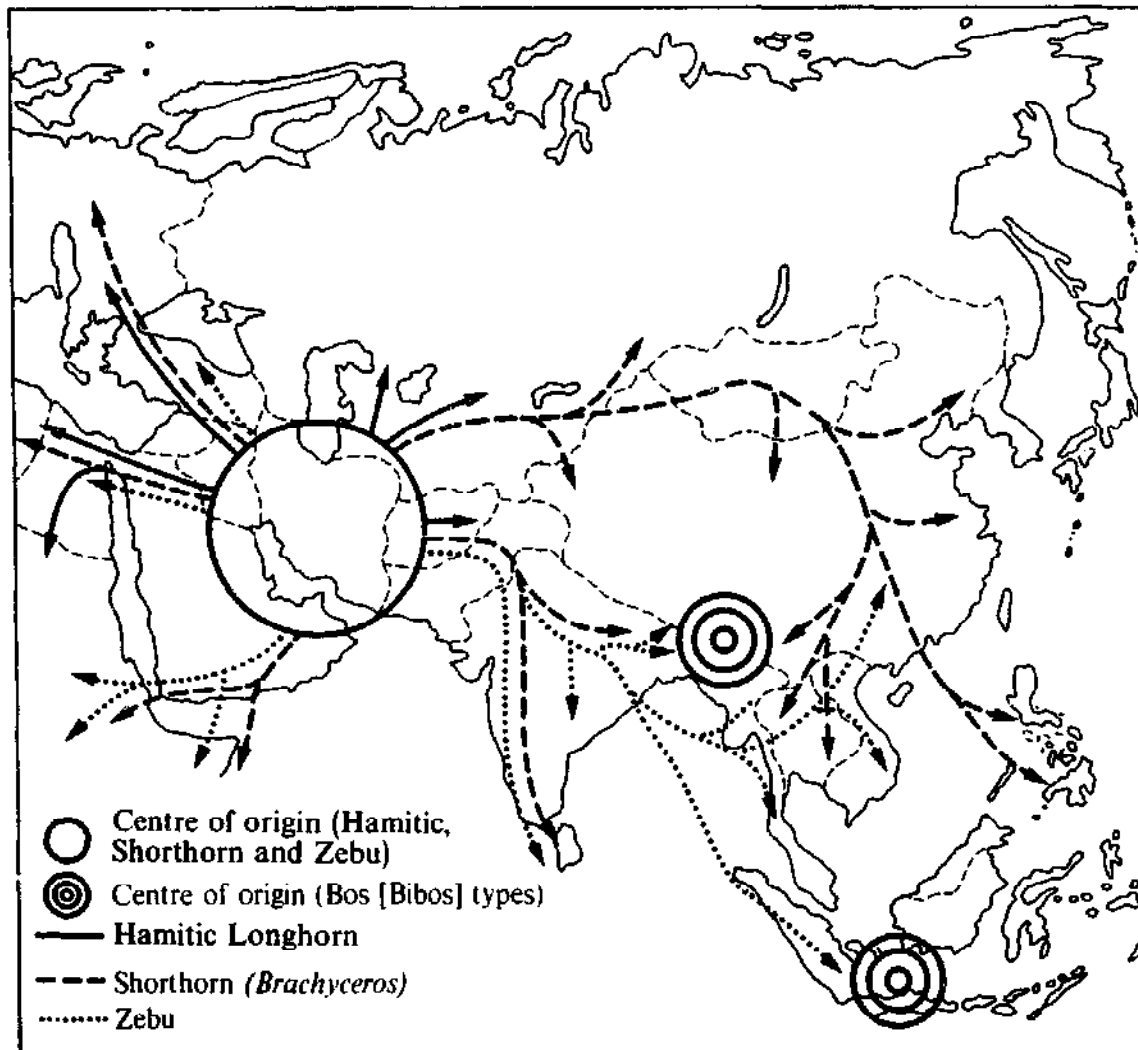 Centre of origin (Hamitic,
Shorthorn and Zebu)
Centre of origin (Bos [Bibos] types)
Hamitic Longhorn
Shorthorn (Brachyceros)
Zebu